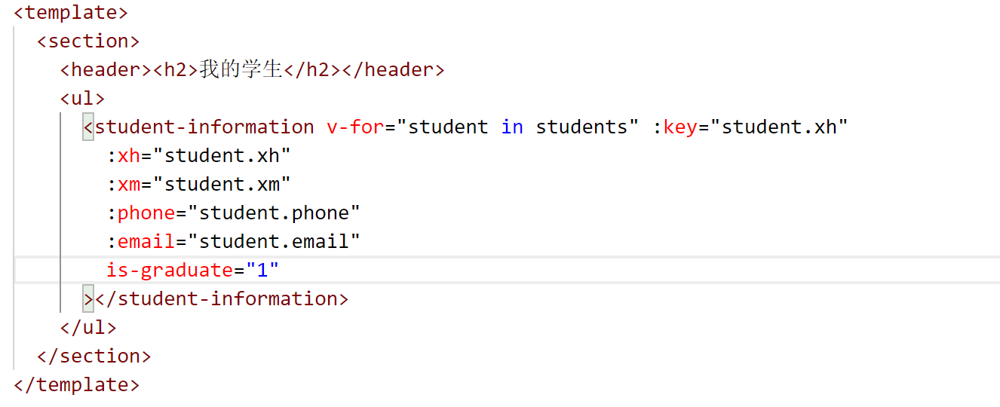 <template>
<section>
<header><h2>我的学生</h2></header>
<ul>
<student-information v-for="student in students" :key="student.xh"
:xh="student.xh"
:xm="student.xm"
:phone="student.phone"
:email="student.email"
is-graduate="1"
></student-information>
</ul>
</section>
</template>